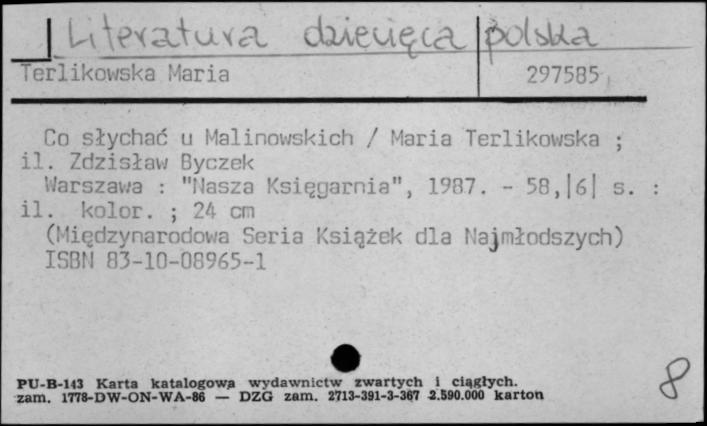 Literatura dziecięca polska
Terlikowska Maria 297585
Co słychać u Malinowskich / Maria Terlikowska ;
il. Zdzisław Byczek
Warszawa : "Nasza Księgarnia", 1987. - 58,|6| s. :
il. kolor. ; 24 cm
(Międzynarodowa Seria Książek dla Najmłodszych)
ISBN 83-10-08965-1
PU-B-143 Karta katalogowa wydawnictw zwartych i ciągłych.
zam. 1778-DW-ON-WA-86 — DZG zam. 2713-391-3-367 2.590.000 karton
8